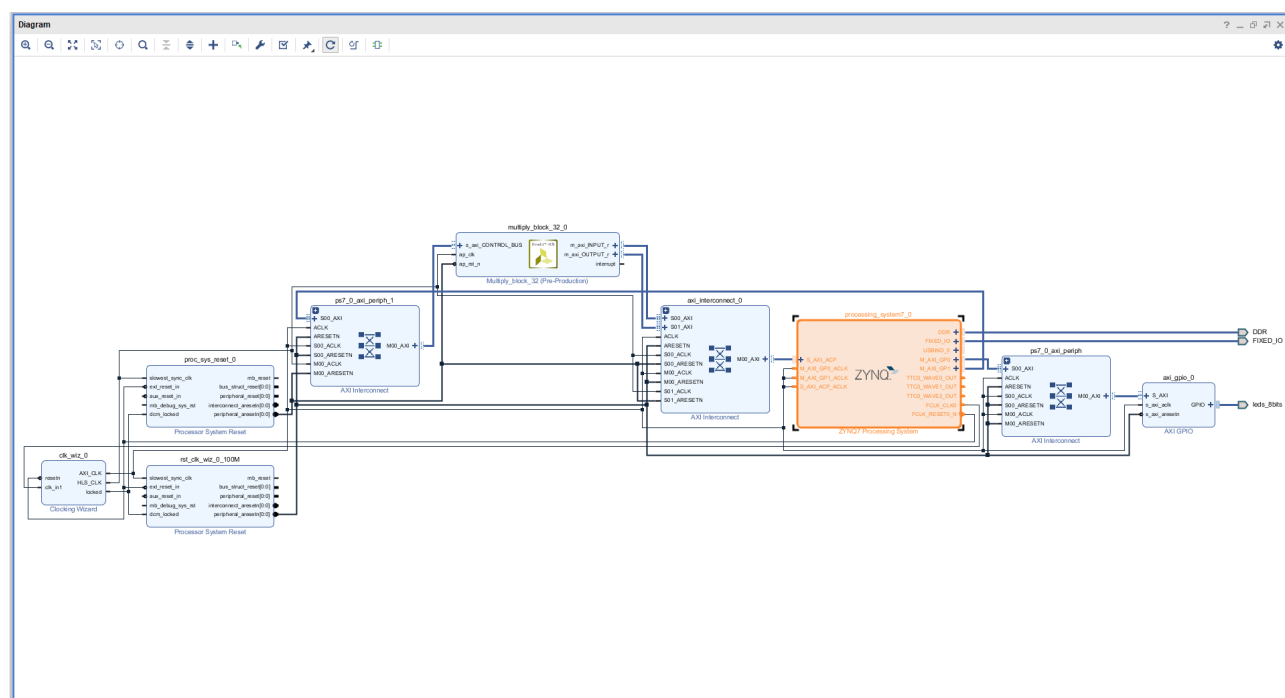 Diagram
multiply_block_32_0
s_axi_CONTROL_BUS
ap_clk
ap_rst_n
m_axi_INPUT_r
m_axi_OUTPUT_r
interrupt
Multiply_block_32 (Pre-Production)
ps7_0_axi_periph_1
S00_AXI
ACLK
ARESETN
S00_ACLK
S00_ARESETN
M00_ACLK
M00_ARESETN
M00_AXI
AXI Interconnect
axi_interconnect_0
S00_AXI
S01_AXI
ACLK
ARESETN
S00_ACLK
S00_ARESETN
M00_ACLK
M00_ARESETN
S01_ACLK
S01_ARESETN
M00_AXI
AXI Interconnect
processing_system7_0
S_AXI_ACP
M_AXI_GP0_ACLK
M_AXI_GP1_ACLK
S_AXI_ACP_ACLK
ZYNQ
DDR
FIXED_IO
USBIND_0
M_AXI_GP0
M_AXI_GP1
TTC0_WAVE0_OUT
TTC0_WAVE1_OUT
TTC0_WAVE2_OUT
FCLK_CLK0
FCLK_RESET0_N
ZYNQ7 Processing System
DDR
FIXED_IO
ps7_0_axi_periph
S00_AXI
ACLK
ARESETN
S00_ACLK
S00_ARESETN
M00_ACLK
M00_ARESETN
M00_AXI
AXI Interconnect
axi_gpio_0
S_AXI
s_axi_aclk
s_axi_aresetn
GPIO
AXI GPIO
leds_8bits
proc_sys_reset_0
slowest_sync_clk
ext_reset_in
aux_reset_in
mb_debug_sys_rst
dcm_locked
mb_reset
bus_struct_reset[0:0]
peripheral_reset[0:0]
interconnect_aresetn[0:0]
peripheral_aresetn[0:0]
Processor System Reset
clk_wiz_0
resetn
clk_in1
AXI_CLK
HLS_CLK
locked
Clocking Wizard
rst_clk_wiz_0_100M
slowest_sync_clk
ext_reset_in
aux_reset_in
mb_debug_sys_rst
dcm_locked
mb_reset
bus_struct_reset[0:0]
peripheral_reset[0:0]
interconnect_aresetn[0:0]
peripheral_aresetn[0:0]
Processor System Reset